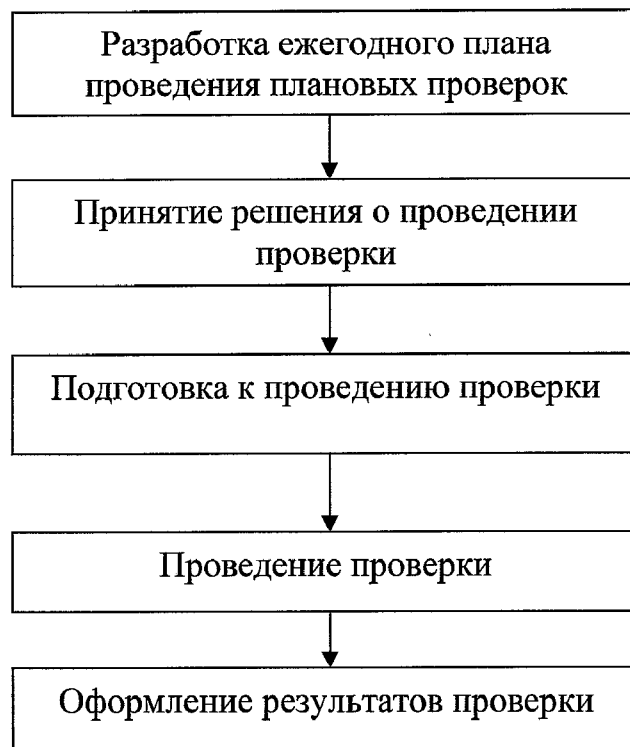 Разработка ежегодного плана
проведения плановых проверок
Принятие решения о проведении
проверки
Подготовка к проведению проверки
Проведение проверки
Оформление результатов проверки